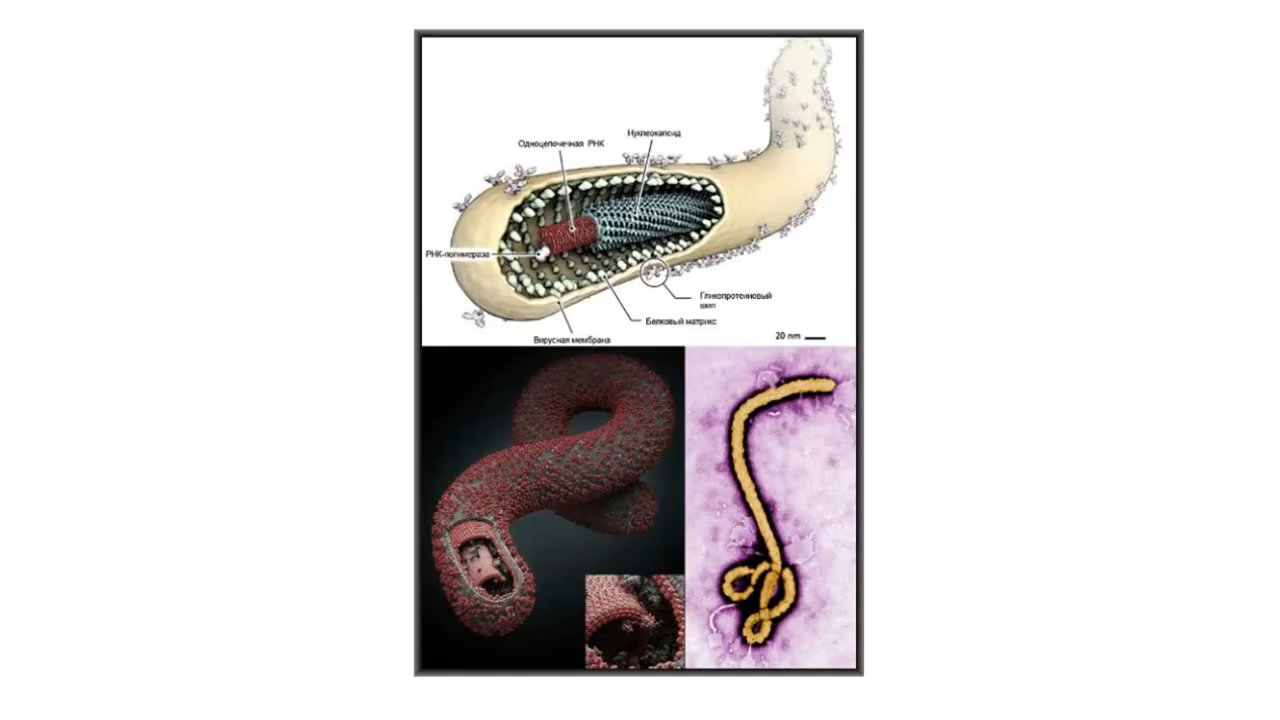 Нуклеокапсид
Одноцепочечная РНК
РНК-полимераза
Гликопротеиновый
шип
Белковый матрикс
20 nm
Вирусная мембрана